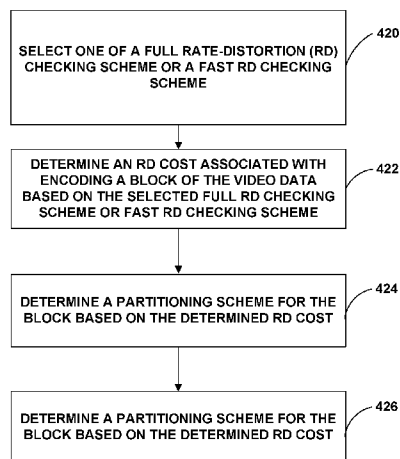 SELECT ONE OF A FULL RATE-DISTORTION (RD)
CHECKING SCHEME OR A FAST RD CHECKING
SCHEME
420
DETERMINE AN RD COST ASSOCIATED WITH
ENCODING A BLOCK OF THE VIDEO DATA
BASED ON THE SELECTED FULL RD CHECKING
SCHEME OR FAST RD CHECKING SCHEME
422
DETERMINE A PARTITIONING SCHEME FOR THE
BLOCK BASED ON THE DETERMINED RD COST
424
DETERMINE A PARTITIONING SCHEME FOR THE
BLOCK BASED ON THE DETERMINED RD COST
426